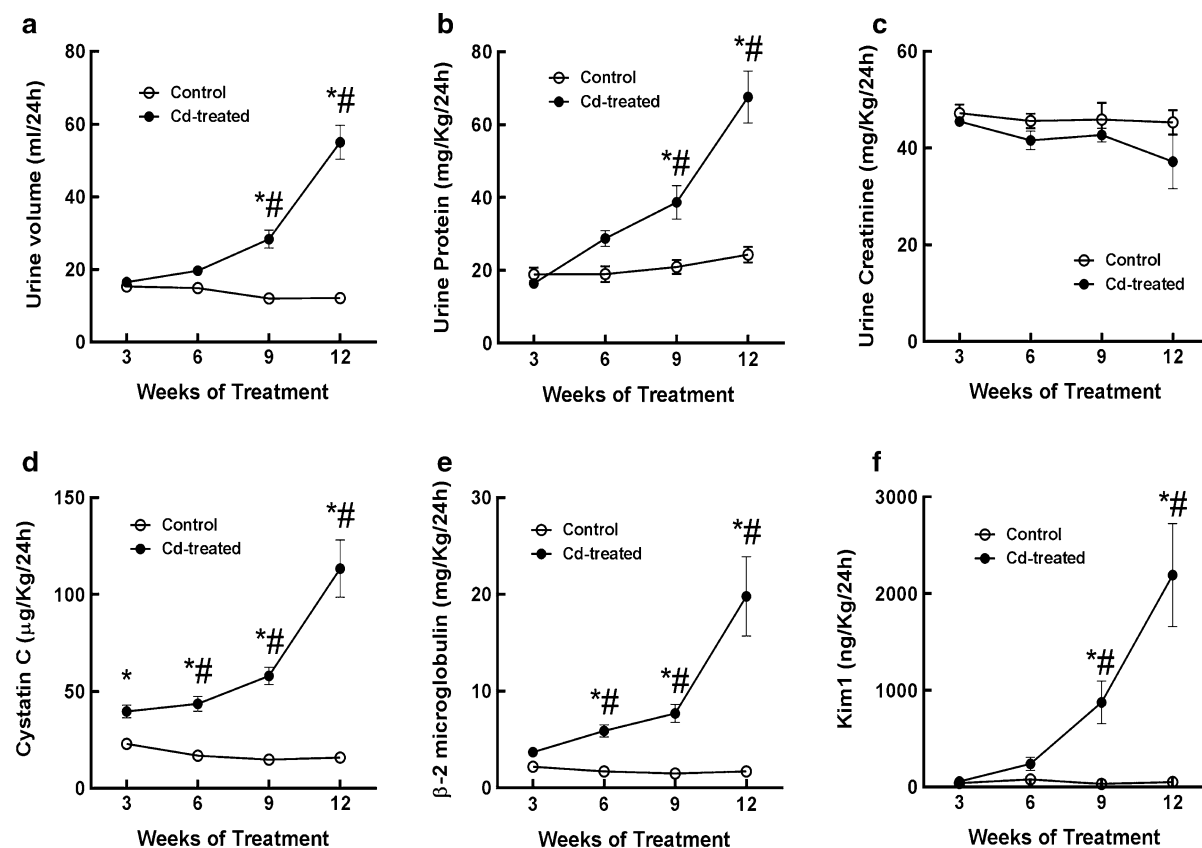 a
Urine volume (ml/24h)
80
60
40
20
0
Control
Cd-treated
*#
*#
3 6 9 12
Weeks of Treatment
b
Urine Protein (mg/Kg/24h)
80
60
40
20
0
Control
Cd-treated
*#
*#
3 6 9 12
Weeks of Treatment
c
Urine Creatinine (mg/Kg/24h)
60
40
20
0
Control
Cd-treated
3 6 9 12
Weeks of Treatment
d
Cystatin C (µg/Kg/24h)
150
100
50
0
Control
Cd-treated
*
*#
*#
*#
3 6 9 12
Weeks of Treatment
e
β-2 microglobulin (mg/Kg/24h)
30
20
10
0
Control
Cd-treated
*#
*#
*#
3 6 9 12
Weeks of Treatment
f
Kim1 (ng/Kg/24h)
3000
2000
1000
0
Control
Cd-treated
*#
*#
3 6 9 12
Weeks of Treatment